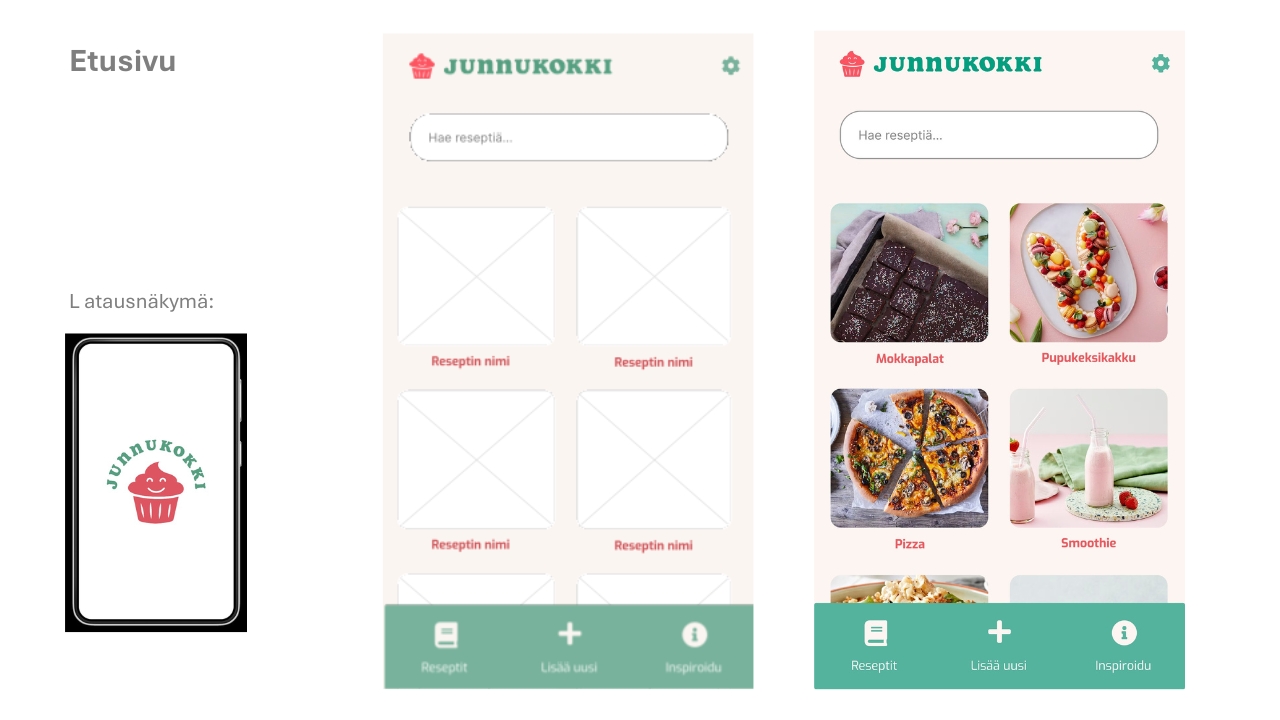 Etusivu
L atausnäkymä:
JUNNUKOKKI
JUNNUKOKKI
Hae reseptiä...
Reseptin nimi
Reseptin nimi
Reseptin nimi
Reseptin nimi
Reseptit
Lisää uusi
Inspiroidu
JUNNUKOKKI
Hae reseptiä...
Mokkapalat
Pupukeksikakku
Pizza
Smoothie
Reseptit
Lisää uusi
Inspiroidu